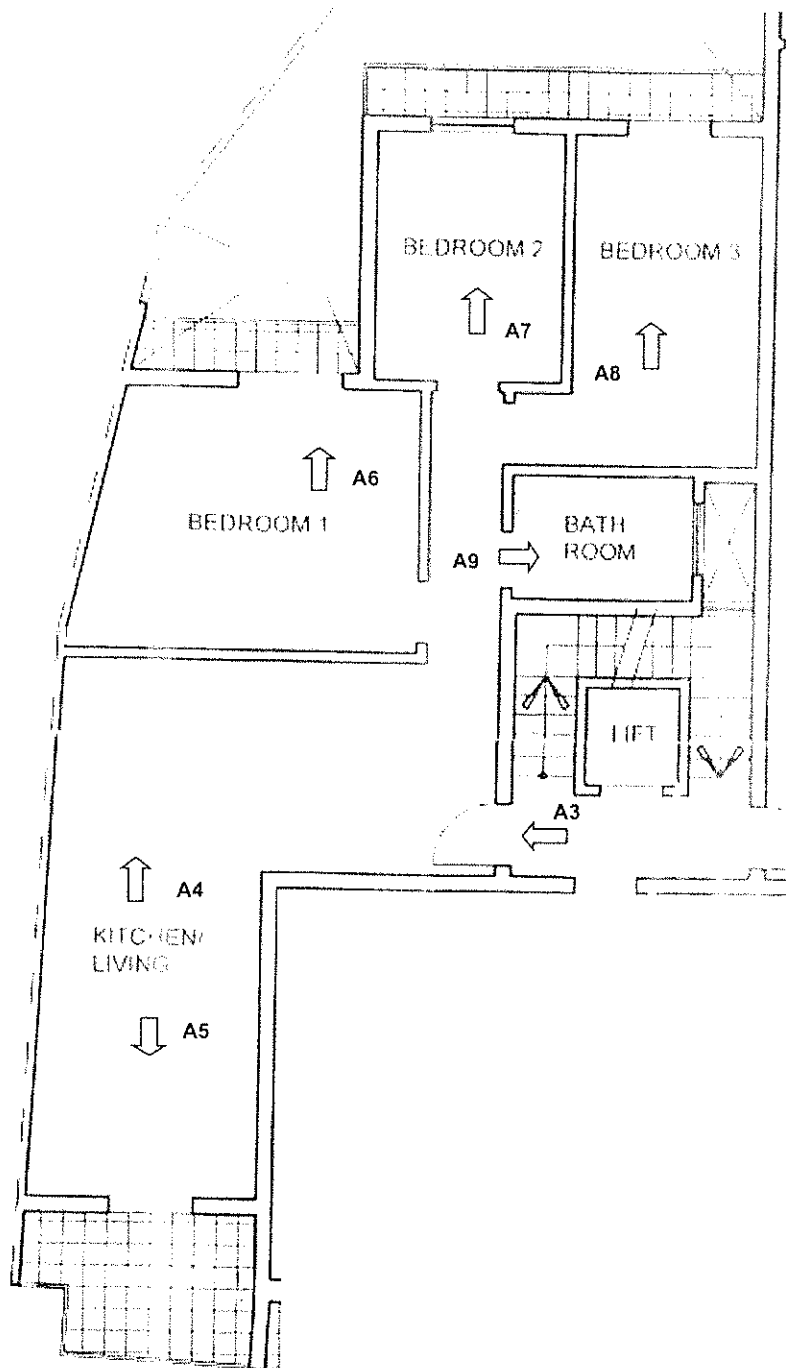 BEDROOM 2
BEDROOM 3
A7
A8
A6
BEDROOM 1
BATH
ROOM
A9
LIFT
A3
A4
KITCHEN/
LIVING
A5